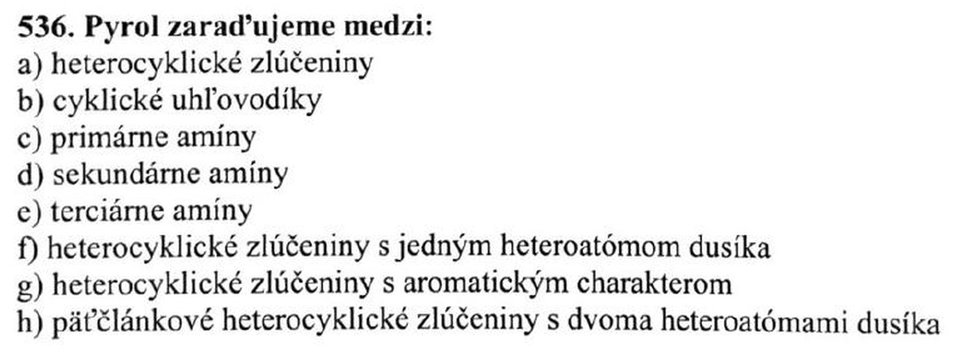 536. Pyrol zaraďujeme medzi:
a) heterocyklické zlúčeniny
b) cyklické uhľovodíky
c) primárne amíny
d) sekundárne amíny
e) terciárne amíny
f) heterocyklické zlúčeniny s jedným heteroatómom dusíka
g) heterocyklické zlúčeniny s aromatickým charakterom
h) päťčlánkové heterocyklické zlúčeniny s dvoma heteroatómami dusíka